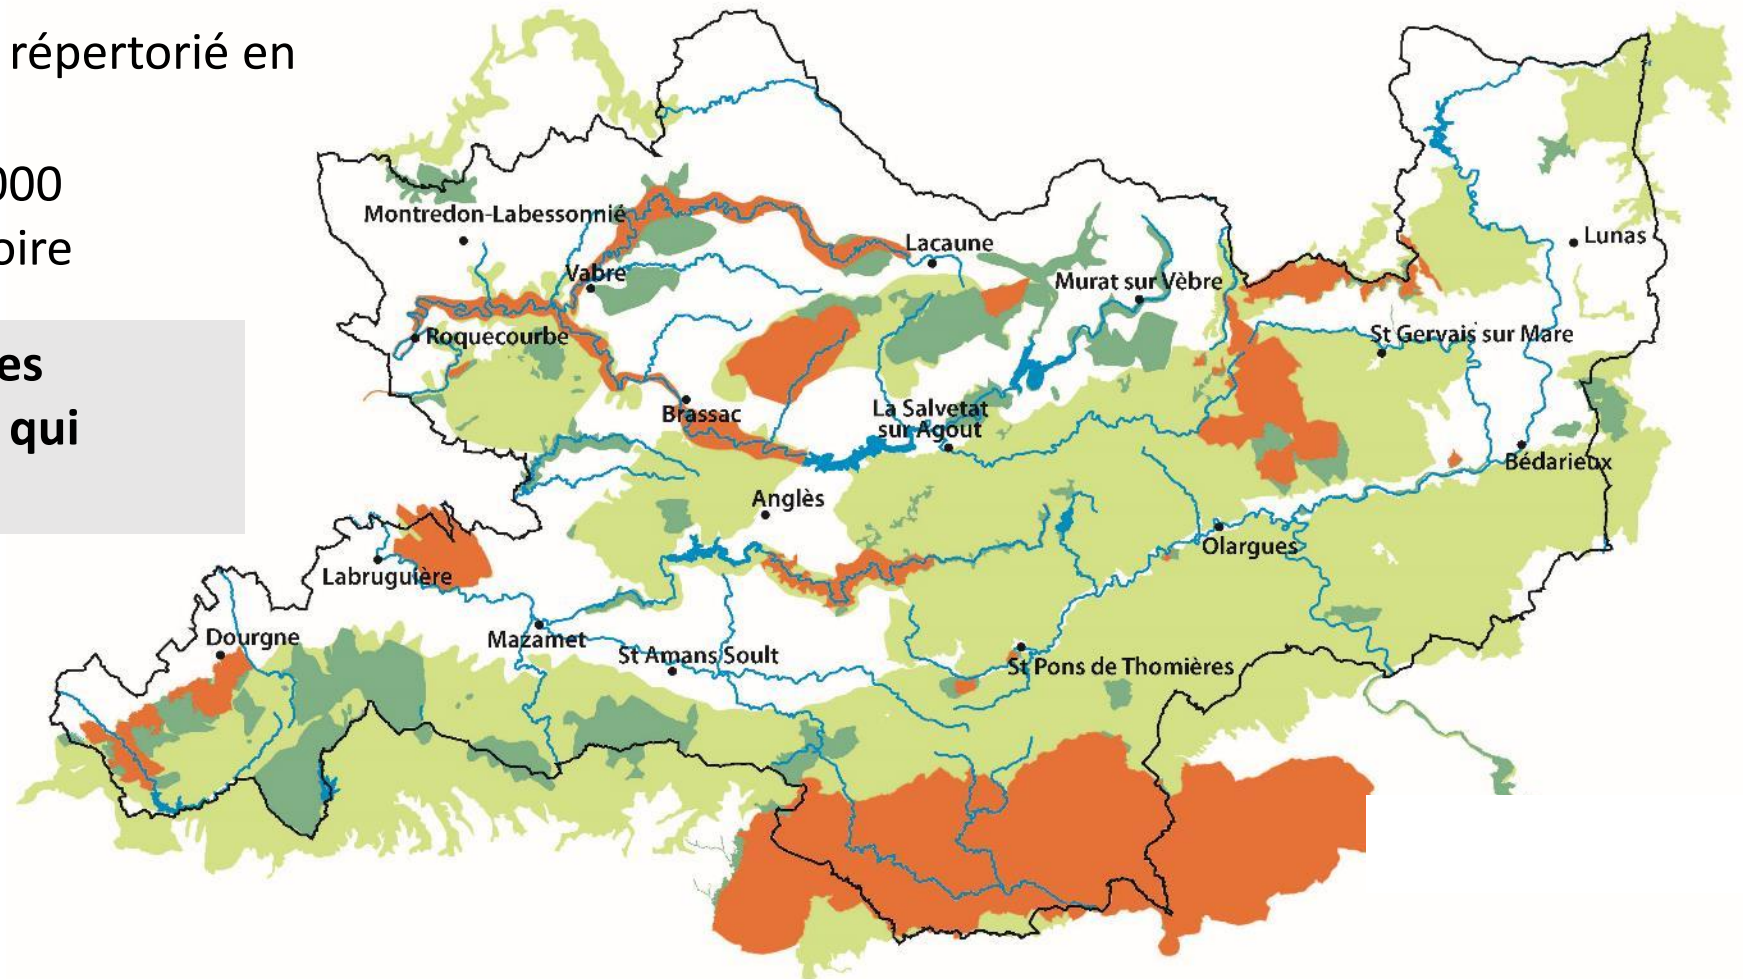 répertorié en
000
oire
es
qui
Montredon-Labessonnié
Lacaune
Lunas
Vabre
Murat sur Vèbre
Roquecourbe
St Gervais sur Mare
Brassac
La Salvetat
sur Agout
Bédarieux
Anglès
Olargues
Labruguière
Dourgne
Mazamet
St Amans Soult
St Pons de Thomières